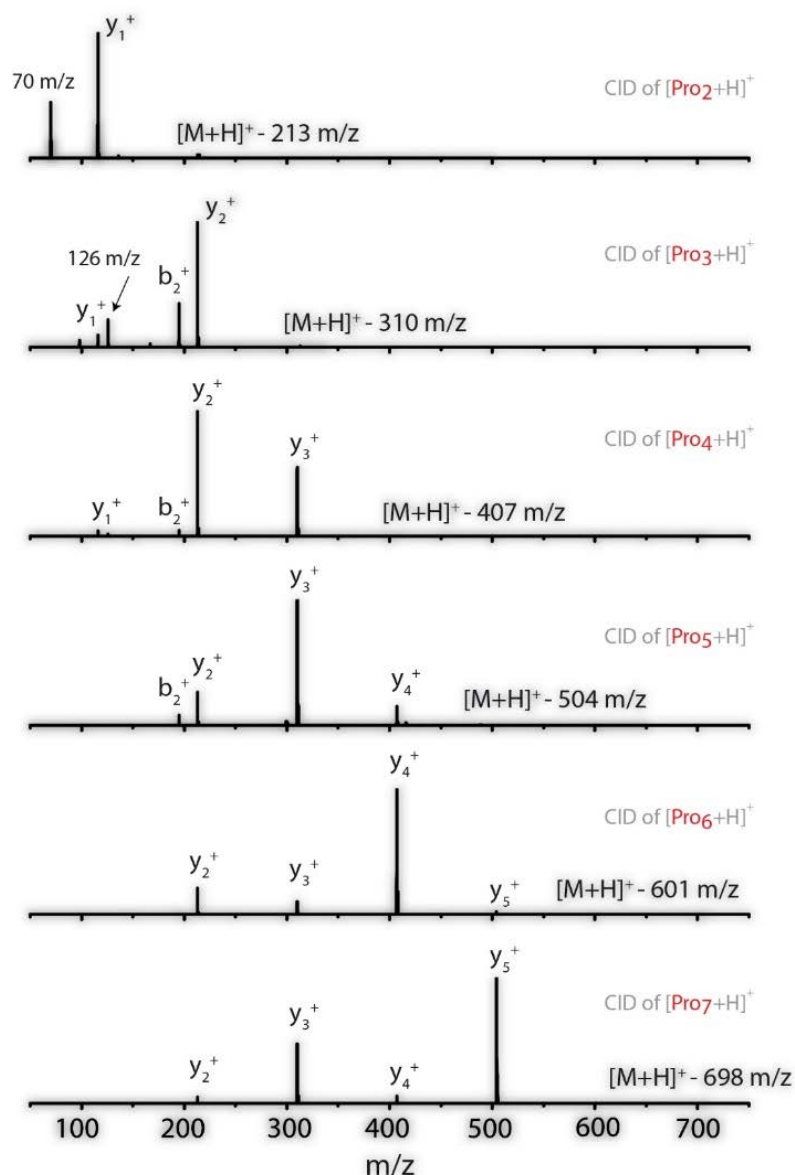 y₁⁺
70 m/z
CID of [Pro2+H]⁺
[M+H]⁺ - 213 m/z
y₂⁺
126 m/z
CID of [Pro3+H]⁺
b₂⁺
y₁⁺
[M+H]⁺ - 310 m/z
y₂⁺
CID of [Pro4+H]⁺
y₃⁺
y₁⁺
b₂⁺
[M+H]⁺ - 407 m/z
y₃⁺
CID of [Pro5+H]⁺
y₂⁺
b₂⁺
y₄⁺
[M+H]⁺ - 504 m/z
y₄⁺
CID of [Pro6+H]⁺
y₂⁺
y₃⁺
y₅⁺
[M+H]⁺ - 601 m/z
y₅⁺
CID of [Pro7+H]⁺
y₃⁺
y₂⁺
y₄⁺
[M+H]⁺ - 698 m/z
100 200 300 400 500 600 700
m/z